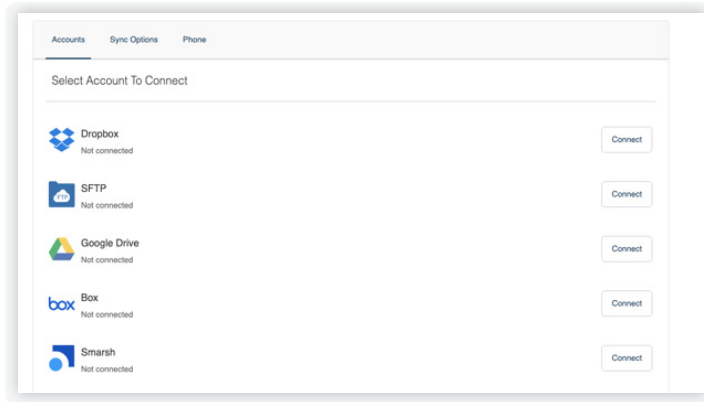 Accounts Sync Options Phone
Select Account To Connect
Dropbox
Not connected
Connect
FTP
SFTP
Not connected
Connect
Google Drive
Not connected
Connect
box
Box
Not connected
Connect
Smarsh
Not connected
Connect